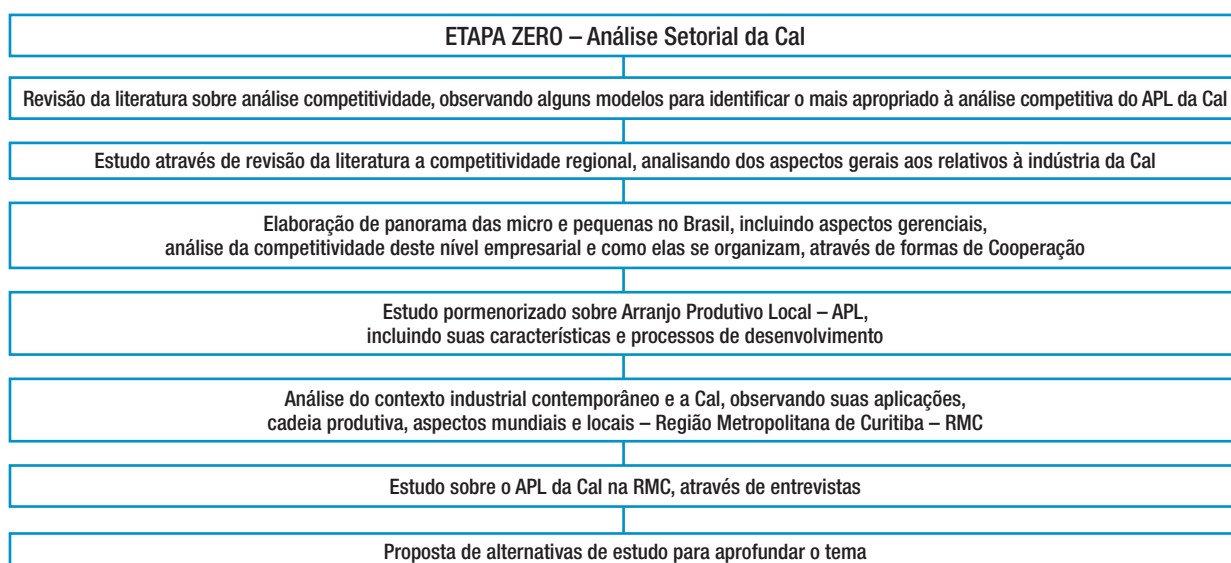 ETAPA ZERO – Análise Setorial da Cal
Revisão da literatura sobre análise competitividade, observando alguns modelos para identificar o mais apropriado à análise competitiva do APL da Cal
Estudo através de revisão da literatura a competitividade regional, analisando dos aspectos gerais aos relativos à indústria da Cal
Elaboração de panorama das micro e pequenas no Brasil, incluindo aspectos gerenciais,
análise da competitividade deste nível empresarial e como elas se organizam, através de formas de Cooperação
Estudo pormenorizado sobre Arranjo Produtivo Local – APL,
incluindo suas características e processos de desenvolvimento
Análise do contexto industrial contemporâneo e a Cal, observando suas aplicações,
cadeia produtiva, aspectos mundiais e locais – Região Metropolitana de Curitiba – RMC
Estudo sobre o APL da Cal na RMC, através de entrevistas
Proposta de alternativas de estudo para aprofundar o tema